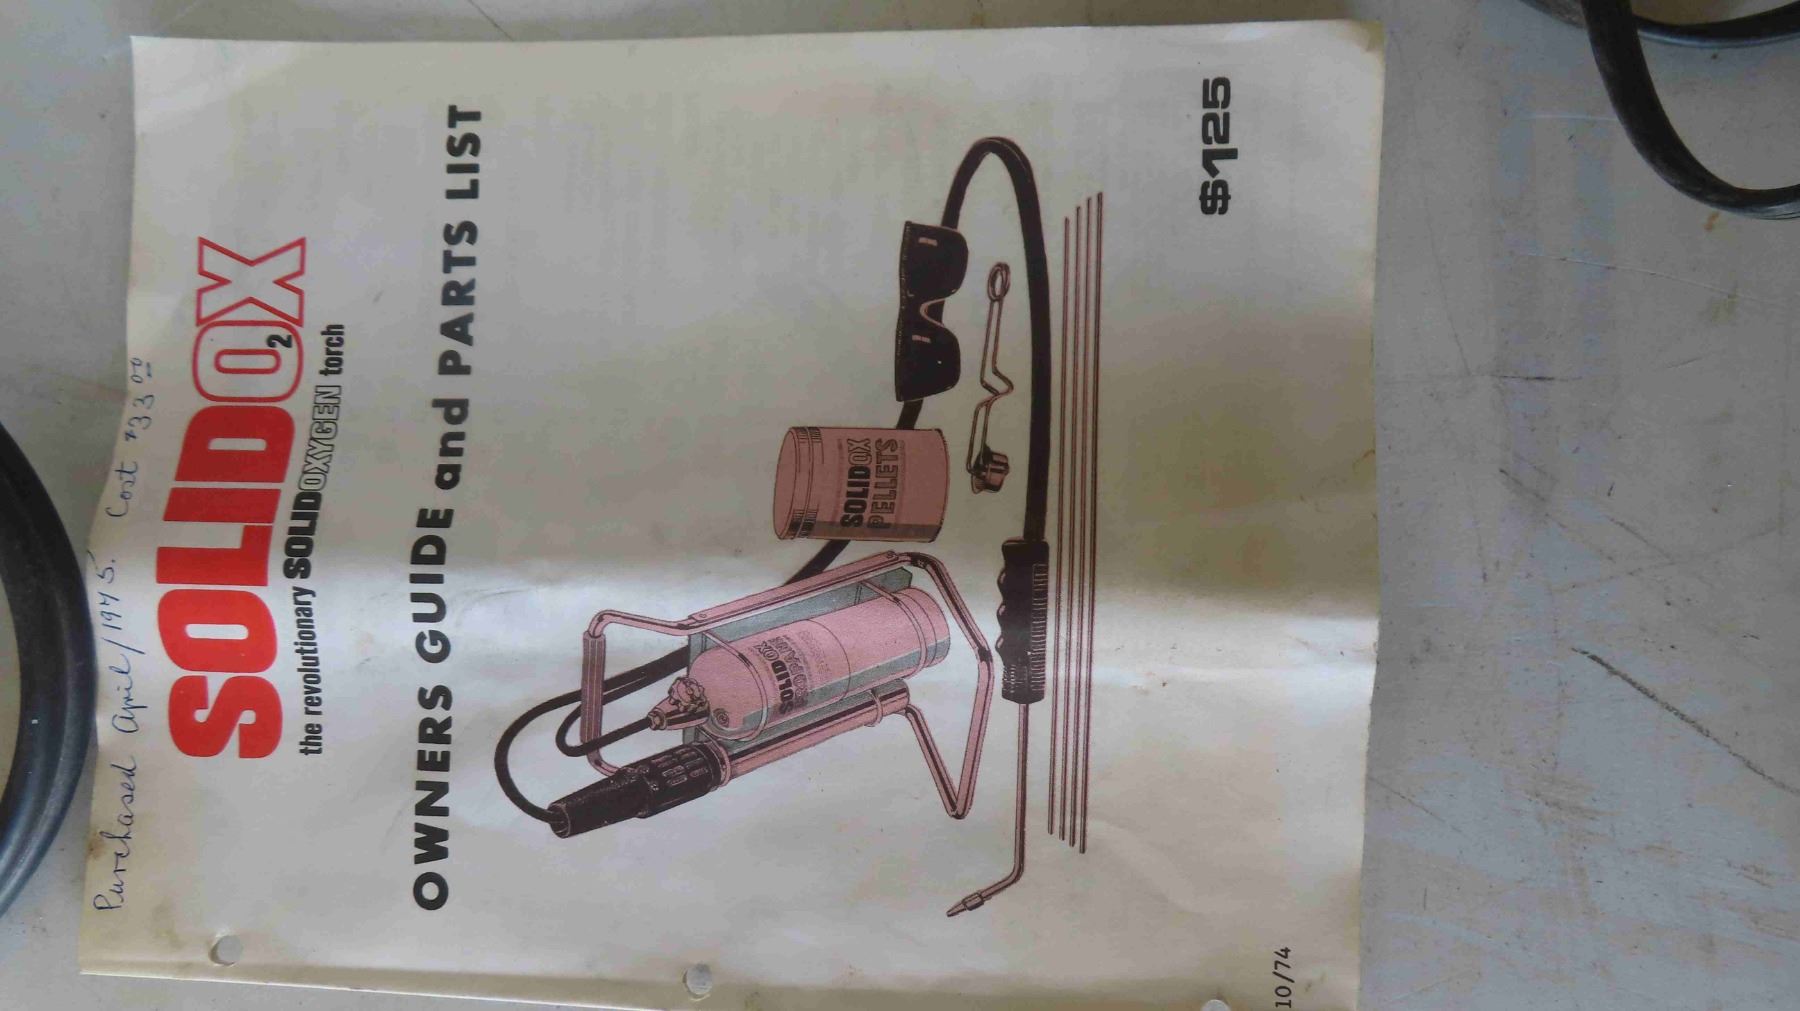 Purchased April/1975. Cost $33 00
SOLIDO2X
the revolutionary SOLIDOXYGEN torch
OWNERS GUIDE and PARTS LIST
SOLIDOX
PROPANE
SOLIDOX
PELLETS
$125
10/74